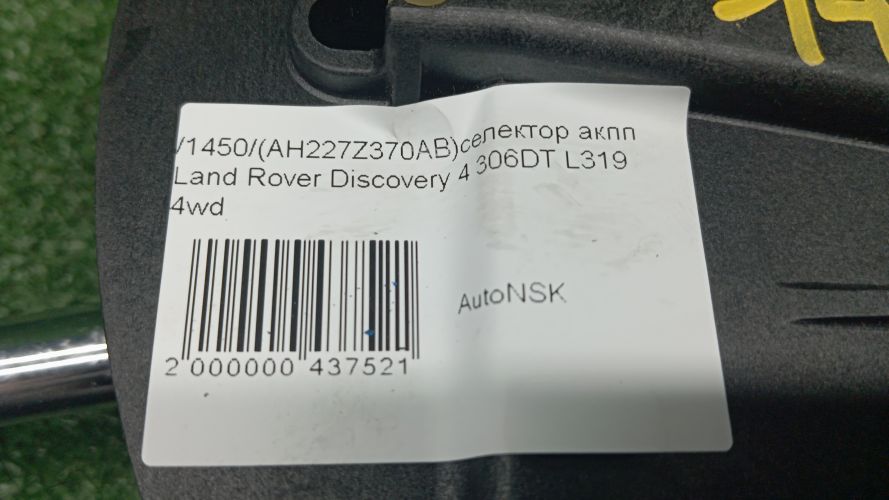 /1450/(AH227Z370AB)селектор акпп
Land Rover Discovery 4 306DT L319
4wd
AutoNSK
2 000000 437521